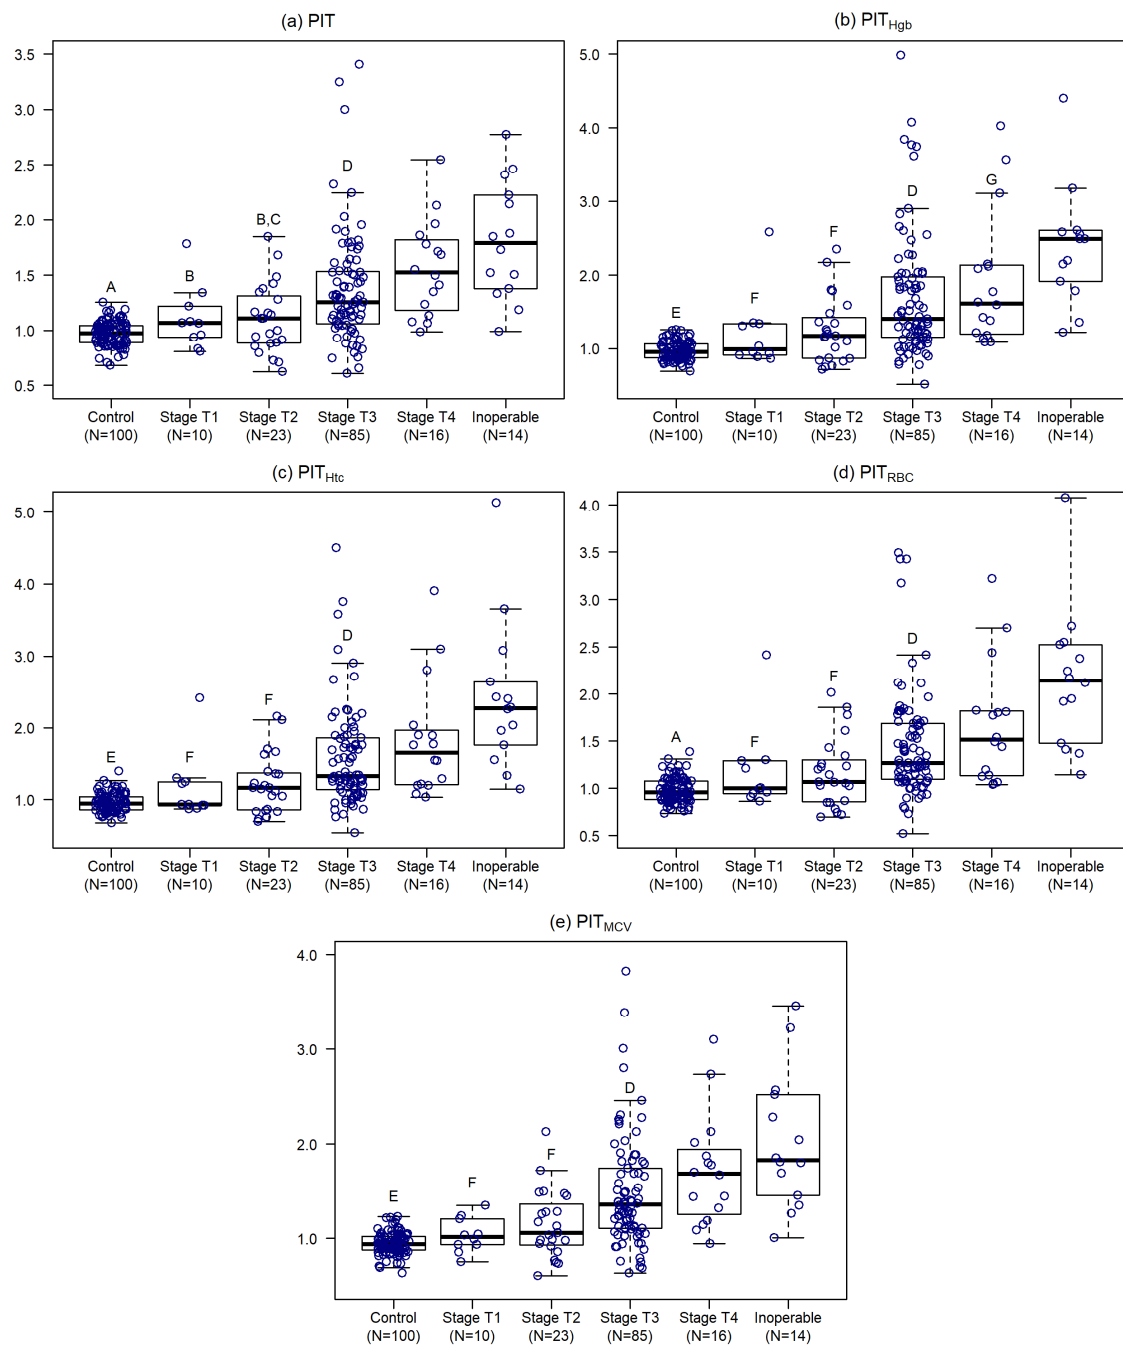 (a) PIT
3.5
3.0
2.5
2.0
1.5
1.0
0.5
A
B
B,C
D
Control
(N=100)
Stage T1
(N=10)
Stage T2
(N=23)
Stage T3
(N=85)
Stage T4
(N=16)
Inoperable
(N=14)
(b) PITHgb
5.0
4.0
3.0
2.0
1.0
E
F
F
D
G
Control
(N=100)
Stage T1
(N=10)
Stage T2
(N=23)
Stage T3
(N=85)
Stage T4
(N=16)
Inoperable
(N=14)
(c) PITHtc
5.0
4.0
3.0
2.0
1.0
E
F
F
D
Control
(N=100)
Stage T1
(N=10)
Stage T2
(N=23)
Stage T3
(N=85)
Stage T4
(N=16)
Inoperable
(N=14)
(d) PITRBC
4.0
3.5
3.0
2.5
2.0
1.5
1.0
0.5
A
F
F
D
Control
(N=100)
Stage T1
(N=10)
Stage T2
(N=23)
Stage T3
(N=85)
Stage T4
(N=16)
Inoperable
(N=14)
(e) PITMCV
4.0
3.0
2.0
1.0
E
F
F
D
Control
(N=100)
Stage T1
(N=10)
Stage T2
(N=23)
Stage T3
(N=85)
Stage T4
(N=16)
Inoperable
(N=14)